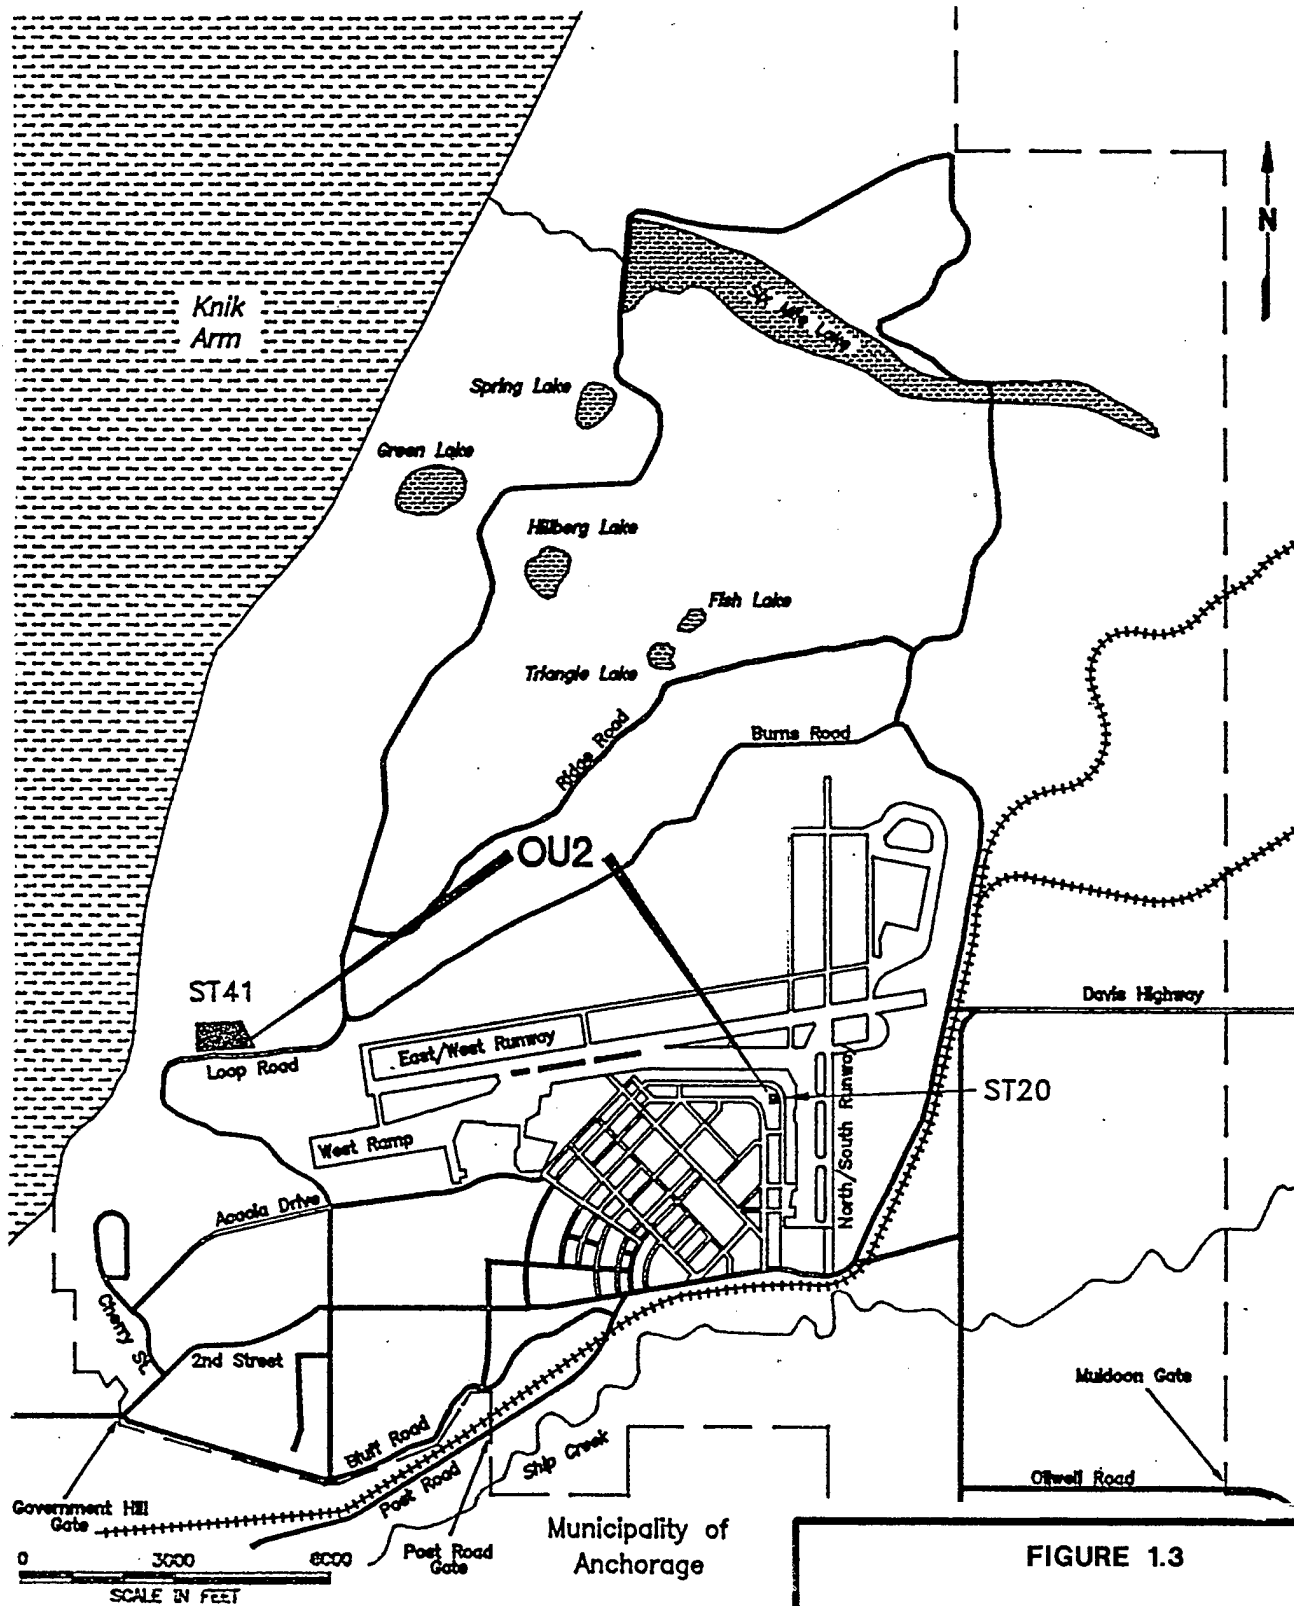 N
Knik
Arm
Six Mile Lake
Spring Lake
Green Lake
Hillberg Lake
Fish Lake
Triangle Lake
Ridge Road
Burns Road
OU2
ST41
Davis Highway
East/West Runway
Loop Road
ST20
West Ramp
North/South Runway
Acacia Drive
Cherry St.
2nd Street
Muldoon Gate
Bluff Road
Ship Creek
Post Road
Oilwell Road
Government Hill
Gate
Municipality of
Anchorage
Post Road
Gate
FIGURE 1.3
0 3000 6000
SCALE IN FEET